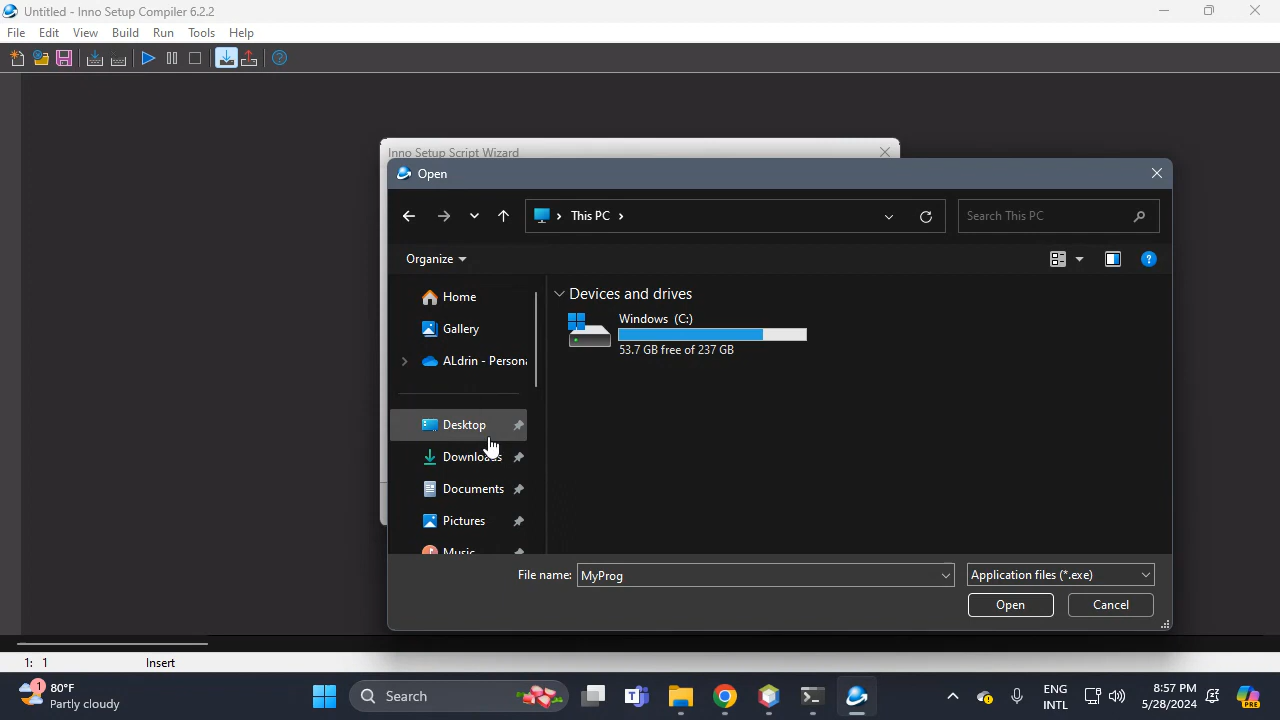 Untitled - Inno Setup Compiler 6.2.2
File Edit View Build Run Tools Help
Inno Setup Script Wizard
Open
This PC
Search This PC
Organize
Home
Gallery
ALdrin - Persona
Desktop
Downloads
Documents
Pictures
Music
Devices and drives
Windows (C:)
53.7 GB free of 237 GB
File name: MyProg
Application files (*.exe)
Open Cancel
1: 1 Insert
1
80°F
Partly cloudy
Search
ENG
INTL
8:57 PM
5/28/2024
PRE